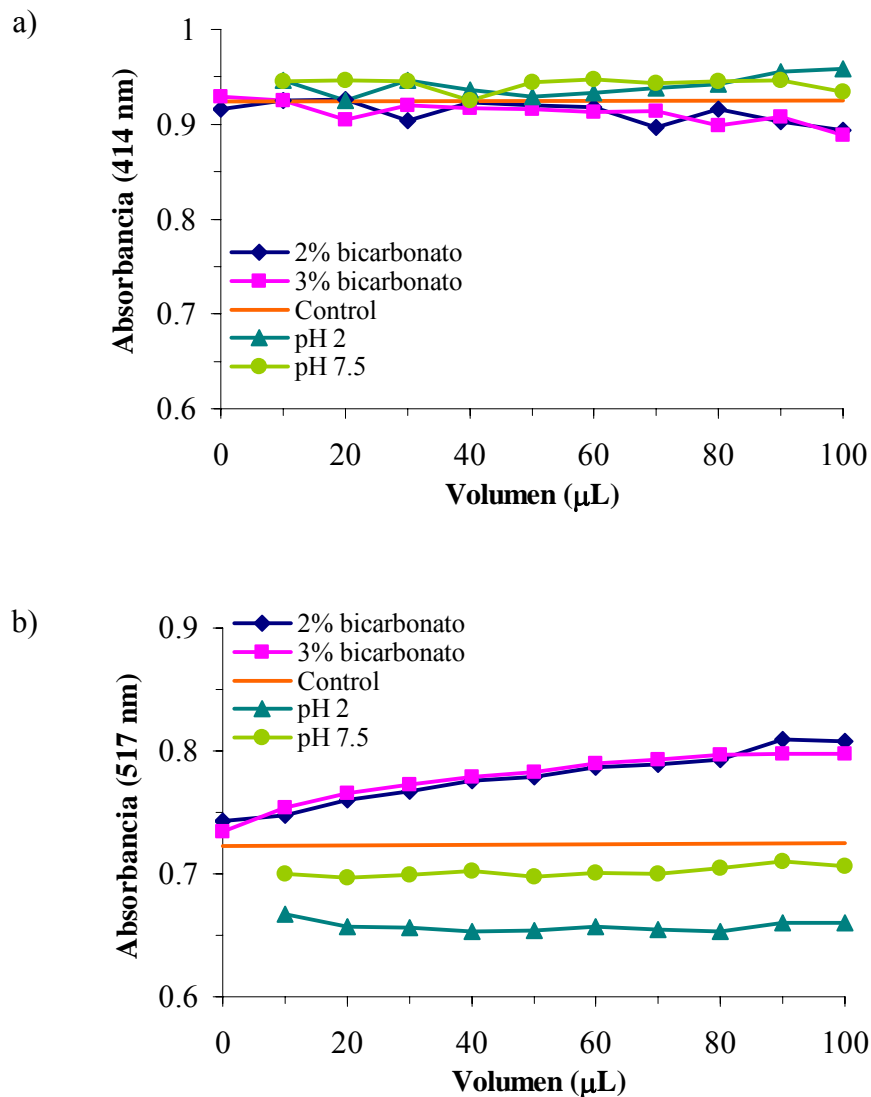 a)
1
0.9
0.8
0.7
0.6
Absorbancia (414 nm)
2% bicarbonato
3% bicarbonato
Control
pH 2
pH 7.5
0 20 40 60 80 100
Volumen (μL)
b)
0.9
0.8
0.7
0.6
Absorbancia (517 nm)
2% bicarbonato
3% bicarbonato
Control
pH 2
pH 7.5
0 20 40 60 80 100
Volumen (μL)